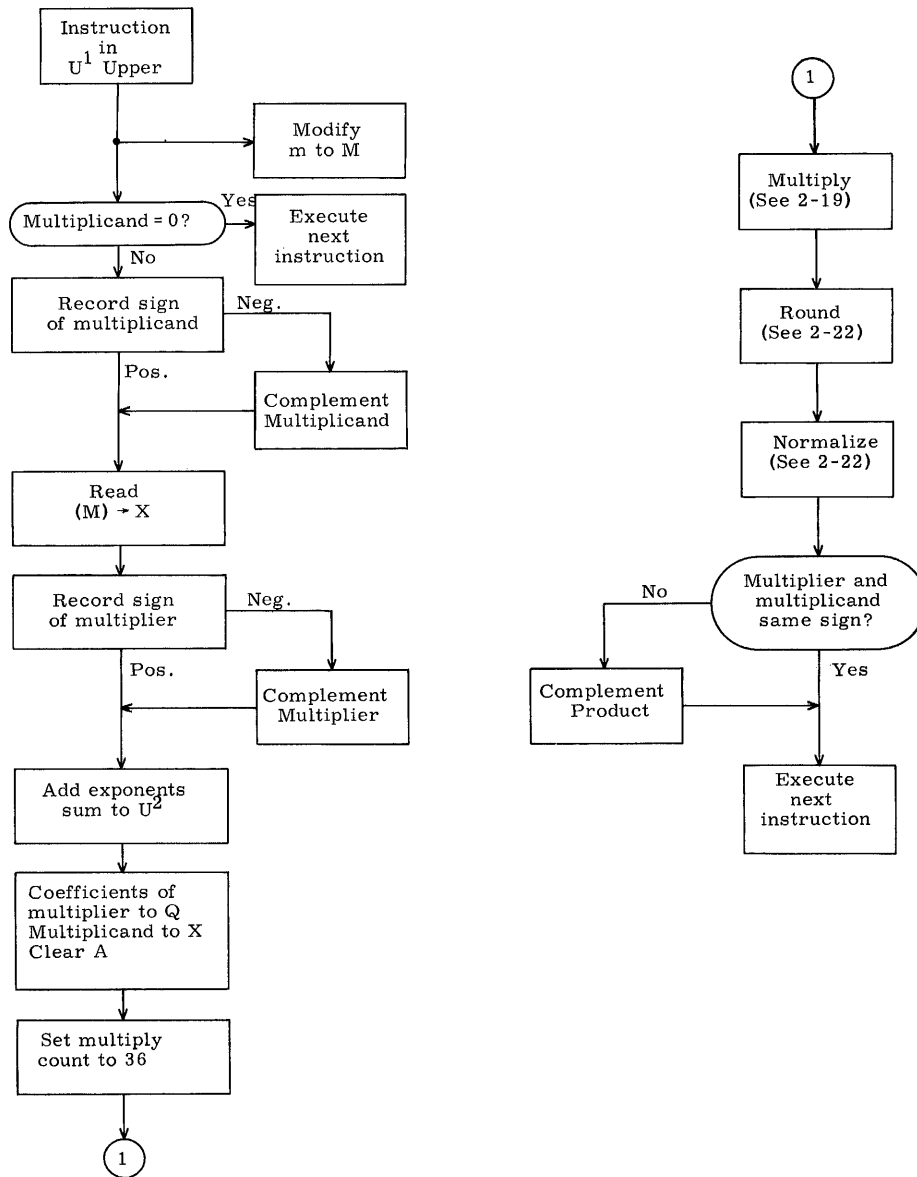 Instruction
in
U¹ Upper
Modify
m to M
Multiplicand = 0?
Yes
Execute
next
instruction
No
Record sign
of multiplicand
Neg.
Pos.
Complement
Multiplicand
Read
(M) → X
Record sign
of multiplier
Neg.
Pos.
Complement
Multiplier
Add exponents
sum to U²
Coefficients of
multiplier to Q
Multiplicand to X
Clear A
Set multiply
count to 36
1
1
Multiply
(See 2-19)
Round
(See 2-22)
Normalize
(See 2-22)
Multiplier and
multiplicand
same sign?
No
Yes
Complement
Product
Execute
next
instruction